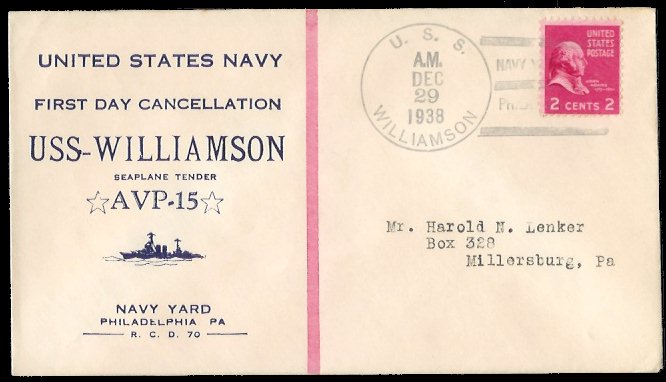 UNITED STATES NAVY
FIRST DAY CANCELLATION
USS-WILLIAMSON
SEAPLANE TENDER
☆AVP-15☆
NAVY YARD
PHILADELPHIA PA
R. C. D. 70
U. S. S.
A.M.
DEC
29
1938
WILLIAMSON
NAVY
UNITED
STATES
POSTAGE
2 CENTS 2
Mr. Harold N. Lenker
Box 328
Millersburg, Pa